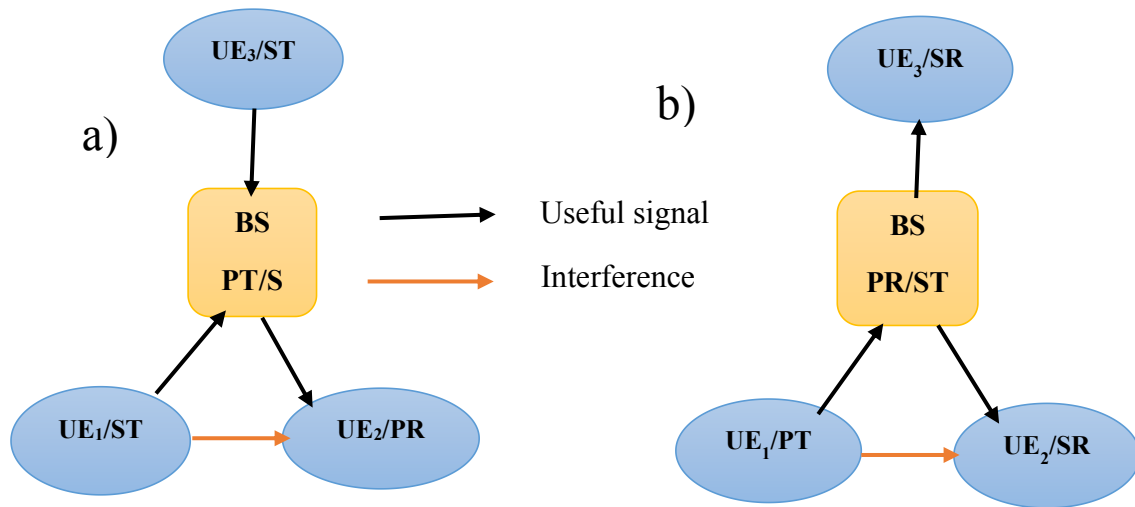 a)
UE₃/ST
BS
PT/S
UE₁/ST
UE₂/PR
Useful signal
Interference
b)
UE₃/SR
BS
PR/ST
UE₁/PT
UE₂/SR